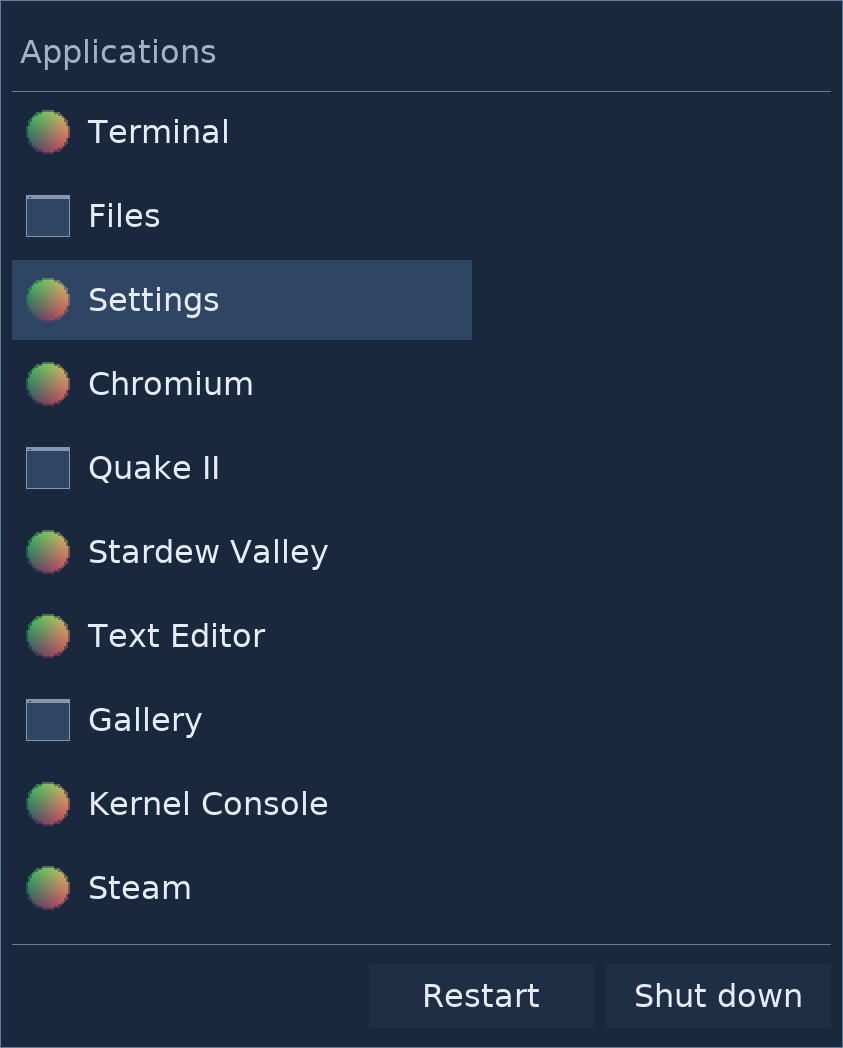 Applications
Terminal
Files
Settings
Chromium
Quake II
Stardew Valley
Text Editor
Gallery
Kernel Console
Steam
Restart
Shut down